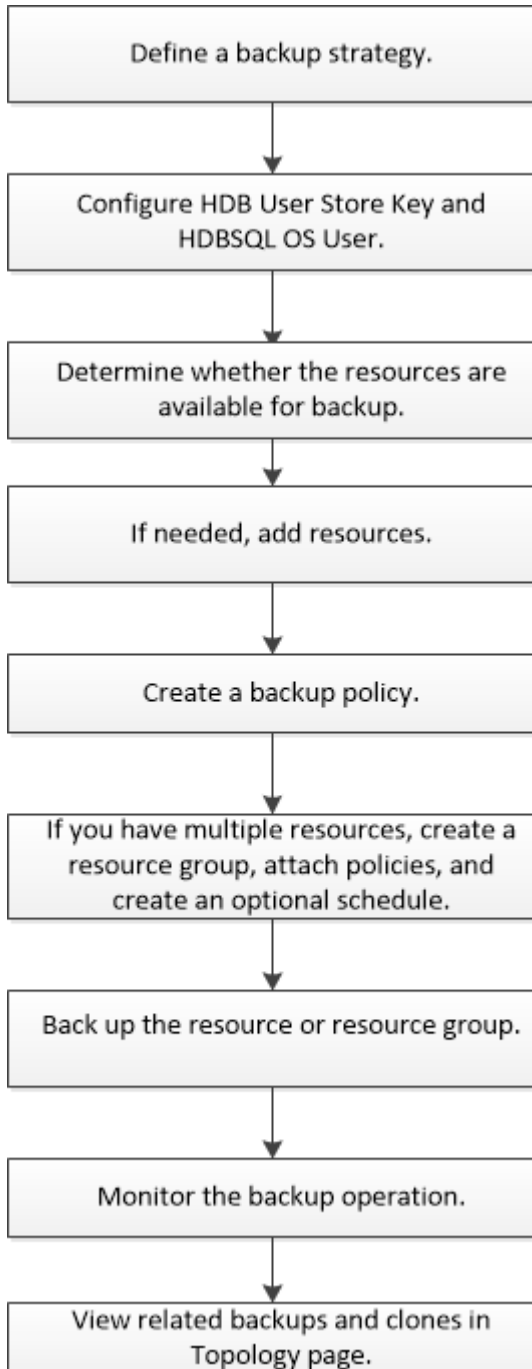 Define a backup strategy.
Configure HDB User Store Key and
HDBSQL OS User.
Determine whether the resources are
available for backup.
If needed, add resources.
Create a backup policy.
If you have multiple resources, create a
resource group, attach policies, and
create an optional schedule.
Back up the resource or resource group.
Monitor the backup operation.
View related backups and clones in
Topology page.